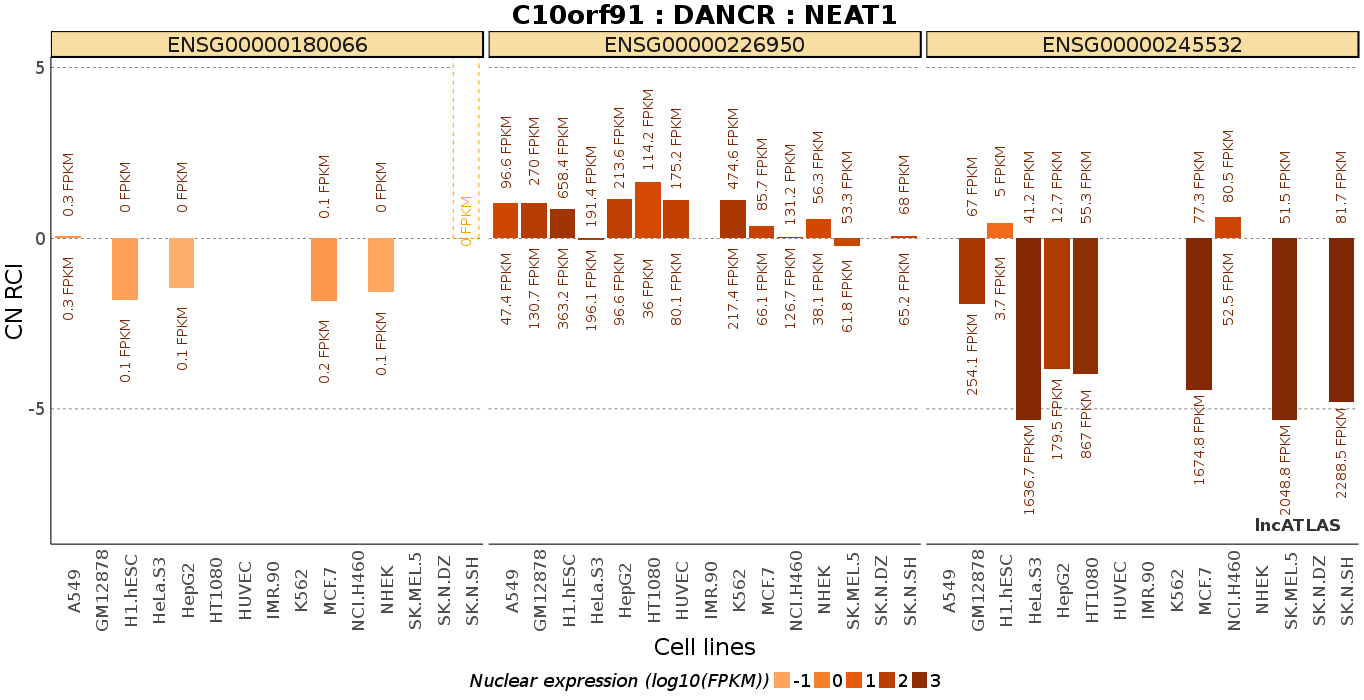 C10orf91 : DANCR : NEAT1
ENSG00000180066 ENSG00000226950 ENSG00000245532
CN RCI
5
0
-5
0.3 FPKM
0 FPKM
0 FPKM
0.1 FPKM
0 FPKM
0 FPKM
0.3 FPKM
0.1 FPKM
0.1 FPKM
0.2 FPKM
0.1 FPKM
96.6 FPKM
270 FPKM
658.4 FPKM
191.4 FPKM
213.6 FPKM
114.2 FPKM
175.2 FPKM
474.6 FPKM
85.7 FPKM
131.2 FPKM
56.3 FPKM
53.3 FPKM
68 FPKM
47.4 FPKM
130.7 FPKM
363.2 FPKM
196.1 FPKM
96.6 FPKM
36 FPKM
80.1 FPKM
217.4 FPKM
66.1 FPKM
126.7 FPKM
38.1 FPKM
61.8 FPKM
65.2 FPKM
67 FPKM
5 FPKM
41.2 FPKM
12.7 FPKM
55.3 FPKM
77.3 FPKM
80.5 FPKM
51.5 FPKM
81.7 FPKM
254.1 FPKM
3.7 FPKM
1636.7 FPKM
179.5 FPKM
867 FPKM
1674.8 FPKM
52.5 FPKM
2048.8 FPKM
2288.5 FPKM
lncATLAS
A549
GM12878
H1.hESC
HeLa.S3
HepG2
HT1080
HUVEC
IMR.90
K562
MCF.7
NCI.H460
NHEK
SK.MEL.5
SK.N.DZ
SK.N.SH
A549
GM12878
H1.hESC
HeLa.S3
HepG2
HT1080
HUVEC
IMR.90
K562
MCF.7
NCI.H460
NHEK
SK.MEL.5
SK.N.DZ
SK.N.SH
A549
GM12878
H1.hESC
HeLa.S3
HepG2
HT1080
HUVEC
IMR.90
K562
MCF.7
NCI.H460
NHEK
SK.MEL.5
SK.N.DZ
SK.N.SH
Cell lines
Nuclear expression (log10(FPKM)) -1 0 1 2 3